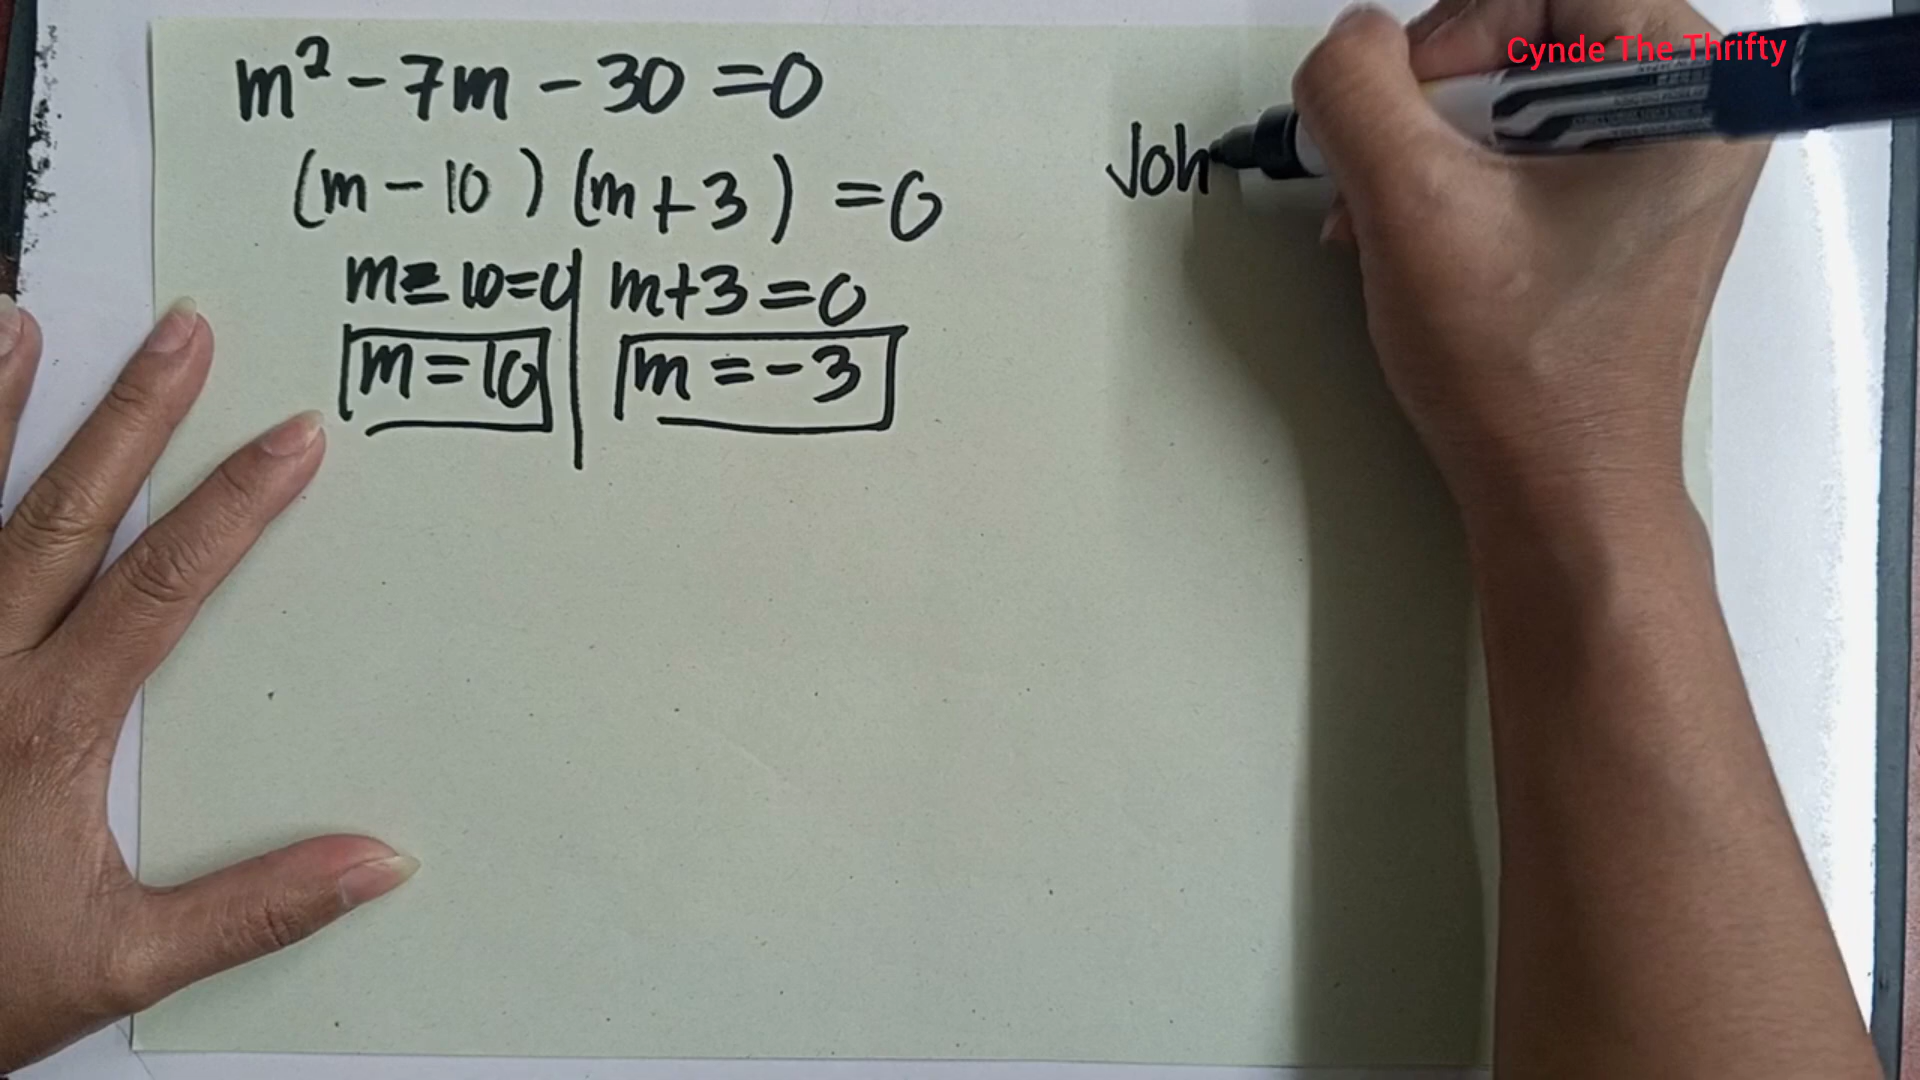 m² - 7m - 30 = 0
(m - 10) (m + 3) = 0
m - 10 = 0 | m + 3 = 0
m = 10 | m = -3
Joh
Cynde The Thrifty